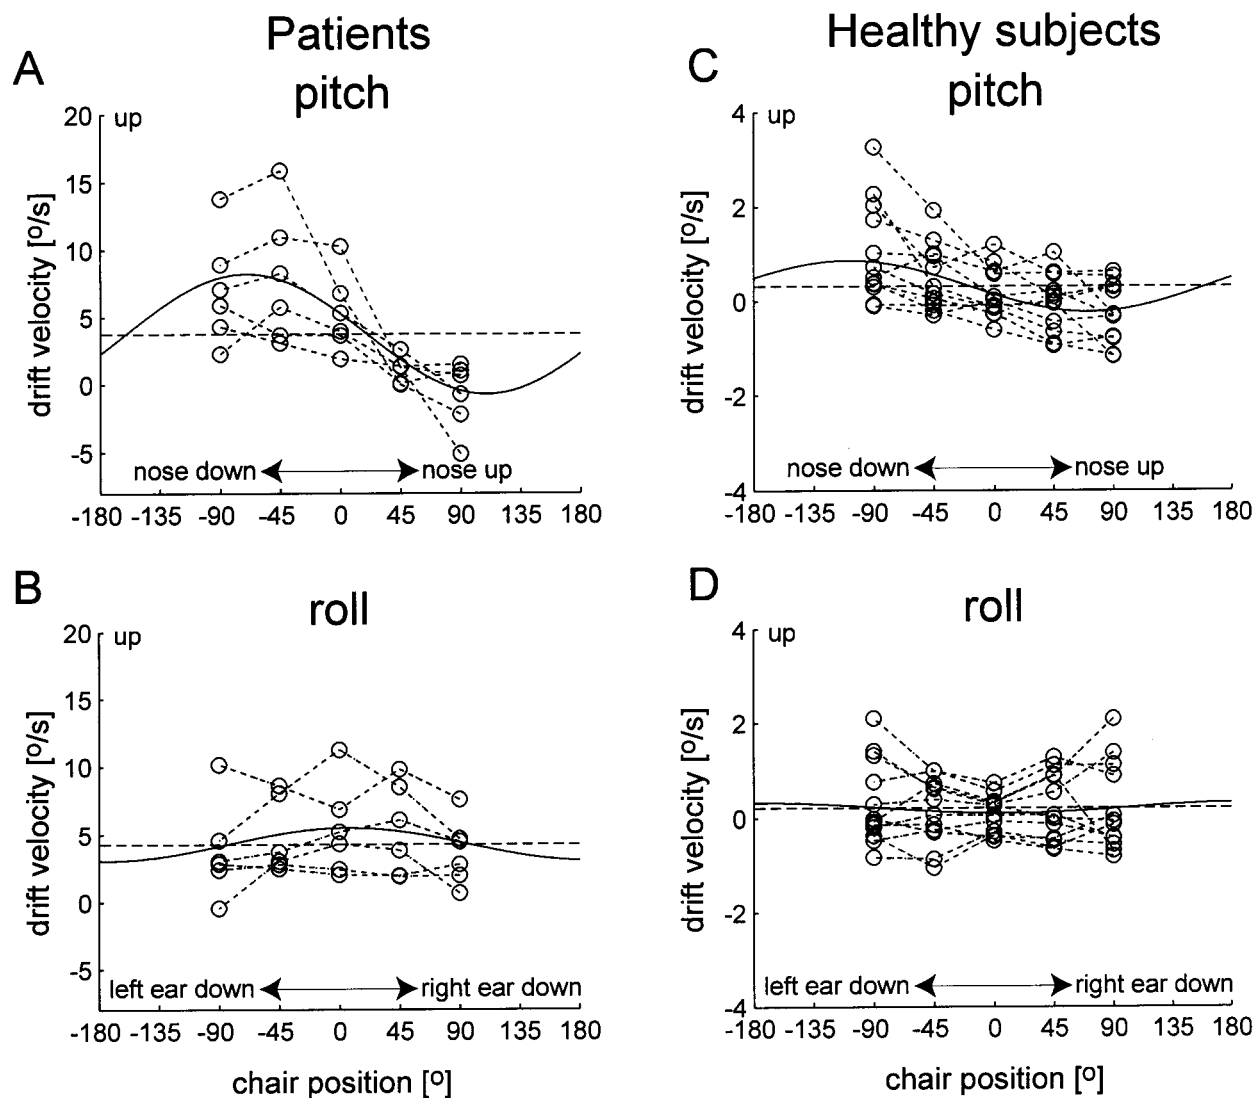 Patients
pitch
A
20
up
15
10
5
0
-5
drift velocity [º/s]
nose down
nose up
-180 -135 -90 -45 0 45 90 135 180
Healthy subjects
pitch
C
4
up
2
0
-2
-4
drift velocity [º/s]
nose down
nose up
-180 -135 -90 -45 0 45 90 135 180
B
roll
20
up
15
10
5
0
-5
drift velocity [º/s]
left ear down
right ear down
-180 -135 -90 -45 0 45 90 135 180
chair position [º]
D
roll
4
up
2
0
-2
-4
drift velocity [º/s]
left ear down
right ear down
-180 -135 -90 -45 0 45 90 135 180
chair position [º]